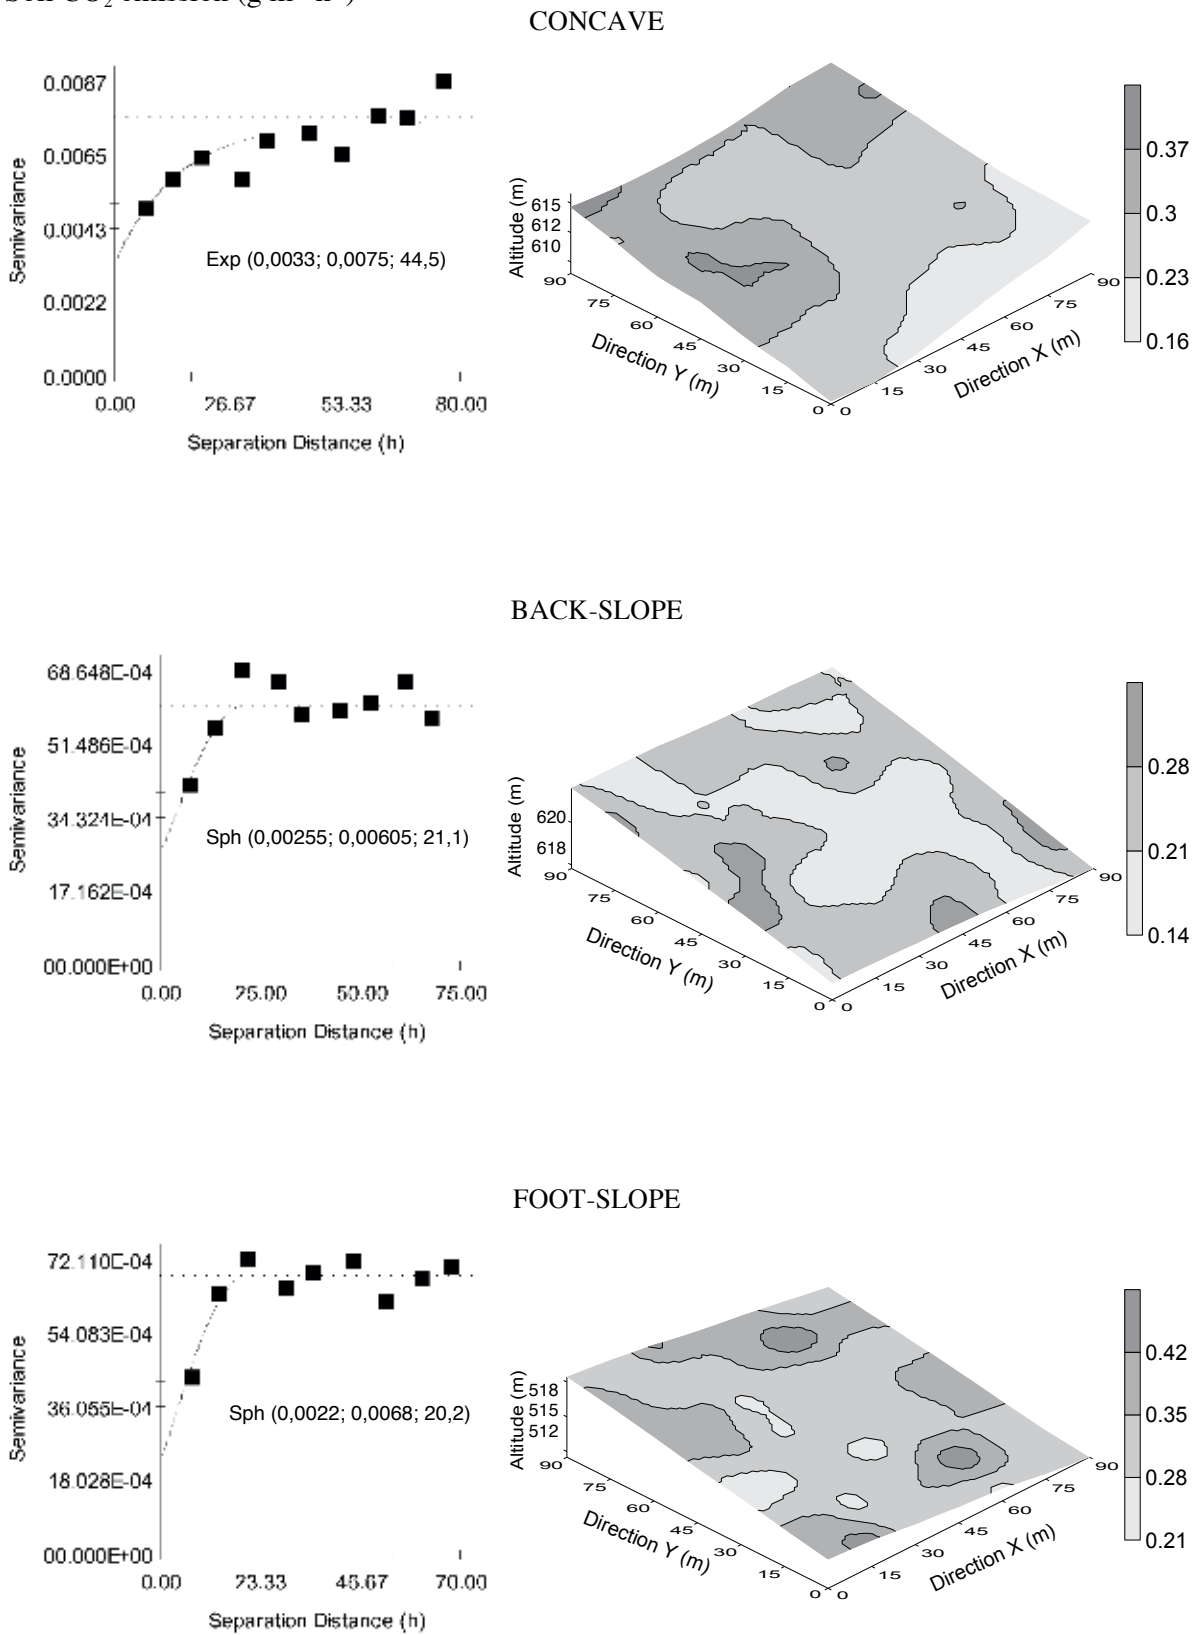 CONCAVE
0.0087
0.0065
0.0043
0.0022
0.0000
Semivariance
Exp (0,0033; 0,0075; 44,5)
0.00
26.67
53.33
80.00
Separation Distance (h)
Altitude (m)
615
612
610
90
75
60
45
30
15
0
Direction Y (m)
0
15
30
45
60
75
90
Direction X (m)
0.37
0.3
0.23
0.16
BACK-SLOPE
68.648E-04
51.486E-04
34.324E-04
17.162E-04
00.000E+00
Semivariance
Sph (0,00255; 0,00605; 21,1)
0.00
25.00
50.00
75.00
Separation Distance (h)
Altitude (m)
620
618
90
75
60
45
30
15
0
Direction Y (m)
0
15
30
45
60
75
90
Direction X (m)
0.28
0.21
0.14
FOOT-SLOPE
72.110E-04
54.083E-04
36.055E-04
18.028E-04
00.000E+00
Semivariance
Sph (0,0022; 0,0068; 20,2)
0.00
23.33
46.67
70.00
Separation Distance (h)
Altitude (m)
518
515
512
90
75
60
45
30
15
0
Direction Y (m)
0
15
30
45
60
75
90
Direction X (m)
0.42
0.35
0.28
0.21